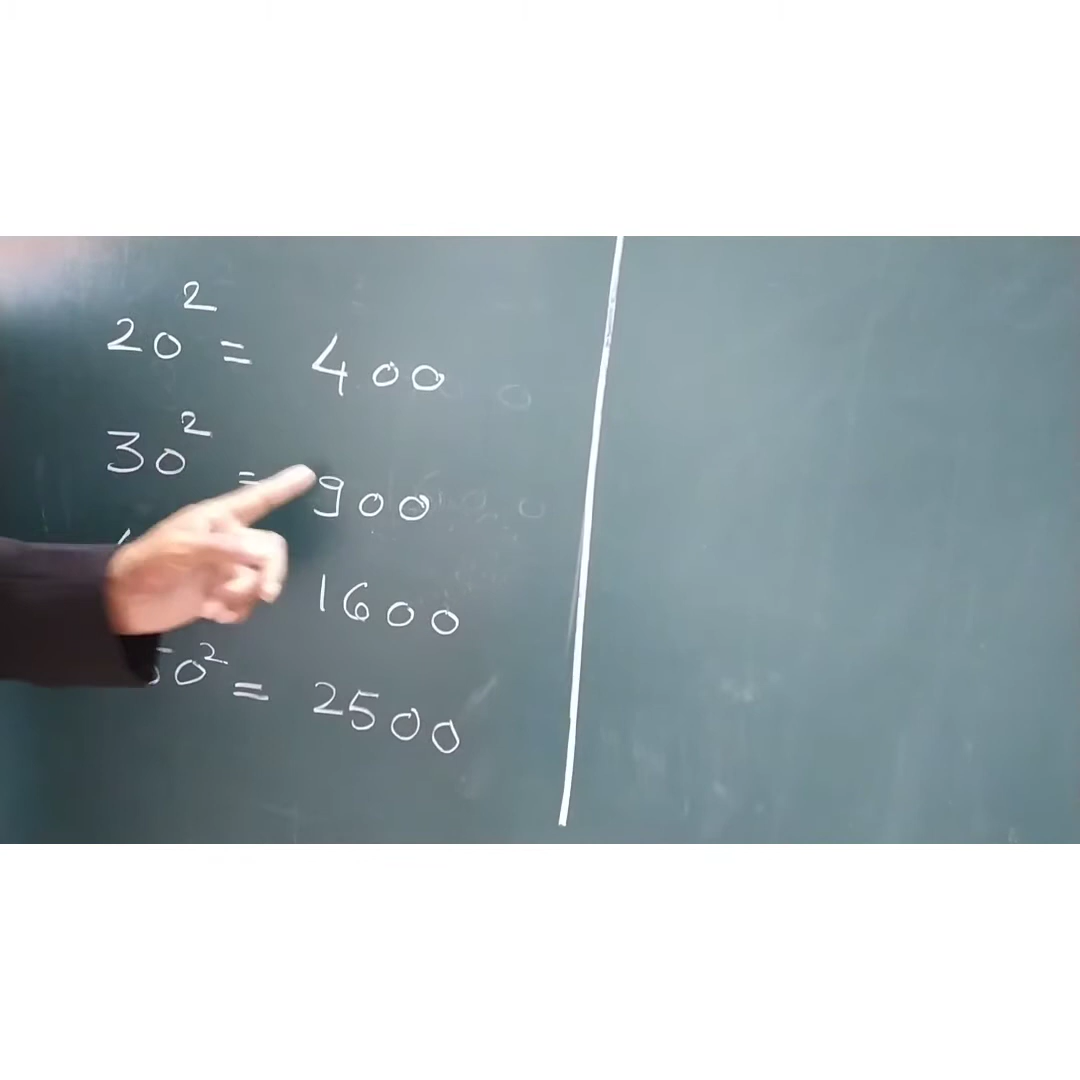 20² = 400
30² = 900
1600
50² = 2500